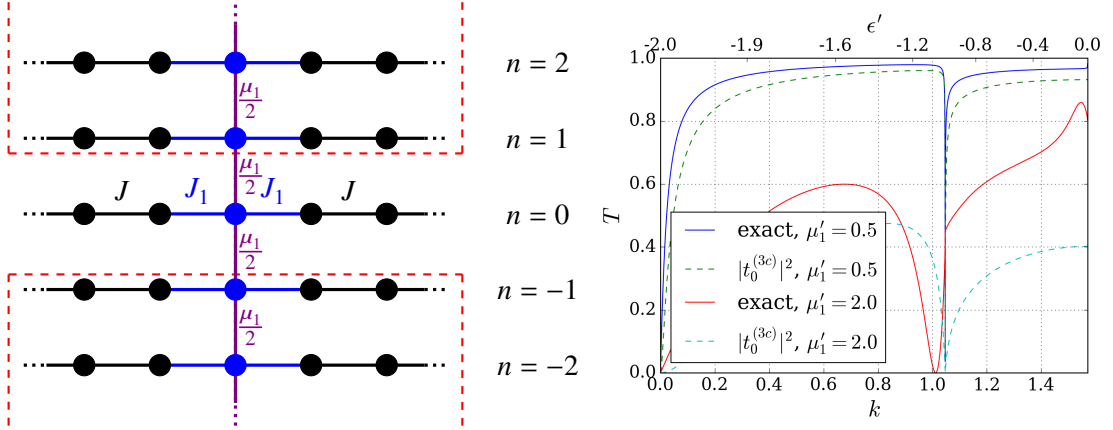 n = 2
μ₁/2
n = 1
μ₁/2
J J₁ J₁ J
n = 0
μ₁/2
n = −1
μ₁/2
n = −2
ϵ′
-2.0 -1.9 -1.6 -1.2 -0.8 -0.4 0.0
1.0
0.8
0.6
0.4
0.2
0.0
T
exact, μ′₁ = 0.5
|t₀⁽³ᶜ⁾|², μ′₁ = 0.5
exact, μ′₁ = 2.0
|t₀⁽³ᶜ⁾|², μ′₁ = 2.0
0.0 0.2 0.4 0.6 0.8 1.0 1.2 1.4
k